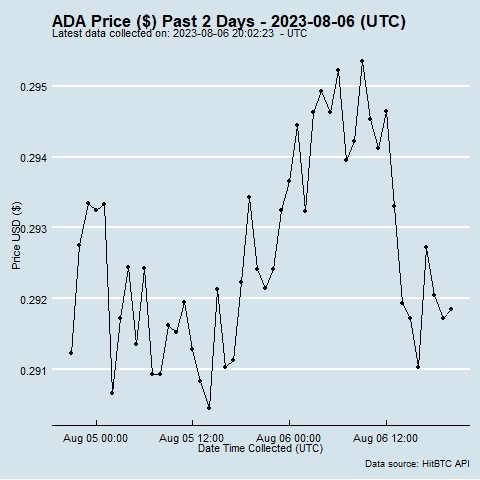 ADA Price ($) Past 2 Days - 2023-08-06 (UTC)
Latest data collected on: 2023-08-06 20:02:23 - UTC
0.295
0.294
0.293
0.292
0.291
Price USD ($)
Aug 05 00:00 Aug 05 12:00 Aug 06 00:00 Aug 06 12:00
Date Time Collected (UTC)
Data source: HitBTC API